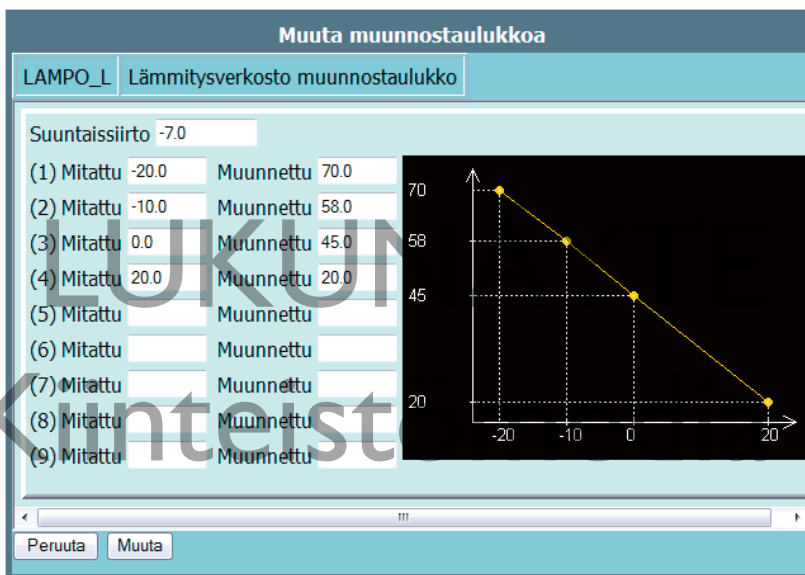 Muuta muunnostaulukkoa
LAMPO_L Lämmitysverkosto muunnostaulukko
Suuntaissiirto -7.0
(1) Mitattu -20.0 Muunnettu 70.0
(2) Mitattu -10.0 Muunnettu 58.0
(3) Mitattu 0.0 Muunnettu 45.0
(4) Mitattu 20.0 Muunnettu 20.0
(5) Mitattu Muunnettu
(6) Mitattu Muunnettu
(7) Mitattu Muunnettu
(8) Mitattu Muunnettu
(9) Mitattu Muunnettu
70
58
45
20
-20 -10 0 20
Peruuta Muuta